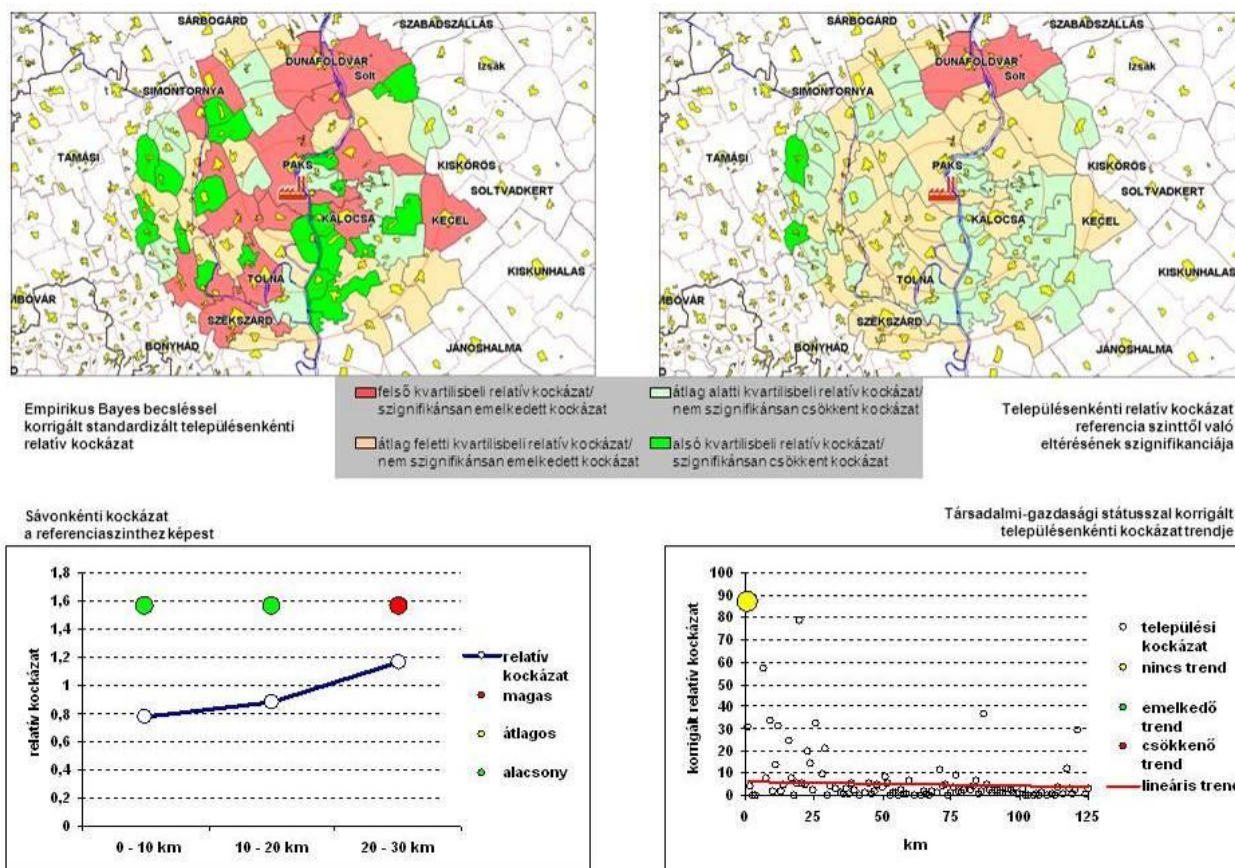 SÁRBOGÁRD
SZABADSZÁLLÁS
DUNAFÖLDVÁR
Izsák
Solt
SIMONTORNYA
TAMÁSI
PAKS
KISKŐRÖS
SOLTVADKERT
KALOCSA
KECEL
TOLNA
KISKUNHALAS
MBOVÁR
SZEKSZÁRD
BONYHÁD
JÁNOSHALMA
SÁRBOGÁRD
SZABADSZÁLLÁS
DUNAFÖLDVÁR
Izsák
Solt
SIMONTORNYA
TAMÁSI
PAKS
KISKŐRÖS
SOLTVADKERT
KALOCSA
KECEL
TOLNA
KISKUNHALAS
MBOVÁR
SZEKSZÁRD
BONYHÁD
JÁNOSHALMA
Empirikus Bayes becsléssel
korrigált standardizált településenkénti
relatív kockázat
felső kvartilisbeli relatív kockázat/
szignifikánsan emelkedett kockázat
átlag feletti kvartilisbeli relatív kockázat/
nem szignifikánsan emelkedett kockázat
átlag alatti kvartilisbeli relatív kockázat/
nem szignifikánsan csökkent kockázat
alsó kvartilisbeli relatív kockázat/
szignifikánsan csökkent kockázat
Településenkénti relatív kockázat
referencia szinttől való
eltérésének szignifikanciája
Sávonkénti kockázat
a referenciaszinthez képest
relatív kockázat
1,8
1,6
1,4
1,2
1
0,8
0,6
0,4
0,2
0
0 - 10 km
10 - 20 km
20 - 30 km
relatív
kockázat
magas
átlagos
alacsony
Társadalmi-gazdasági státusszal korrigált
településenkénti kockázat trendje
korrigált relatív kockázat
100
90
80
70
60
50
40
30
20
10
0
0
25
50
75
100
125
km
települési
kockázat
nincs trend
emelkedő
trend
csökkenő
trend
lineáris trend